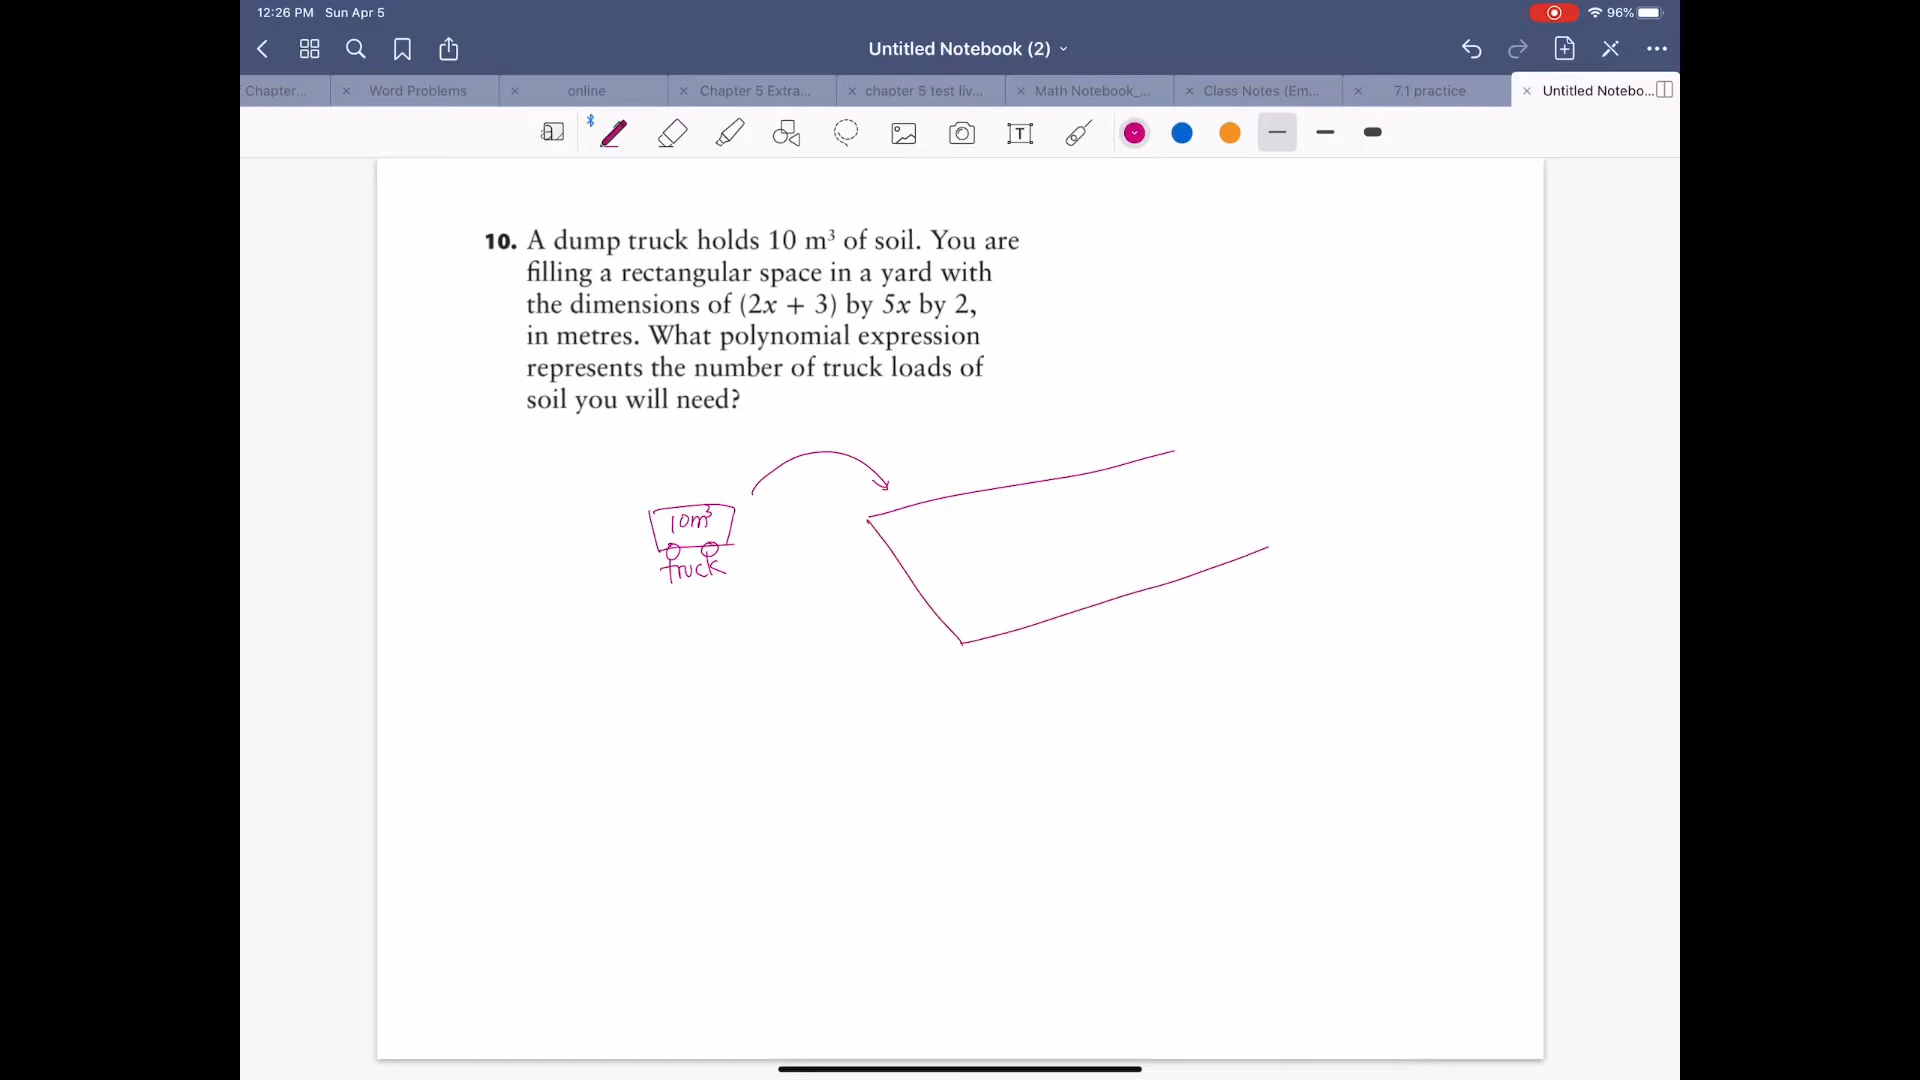 12:26 PM Sun Apr 5
96%
Untitled Notebook (2)
Chapter...
Word Problems
online
Chapter 5 Extra...
chapter 5 test liv...
Math Notebook_...
Class Notes (Em...
7.1 practice
Untitled Notebo...
10. A dump truck holds 10 m³ of soil. You are
filling a rectangular space in a yard with
the dimensions of (2x + 3) by 5x by 2,
in metres. What polynomial expression
represents the number of truck loads of
soil you will need?
10m³
truck